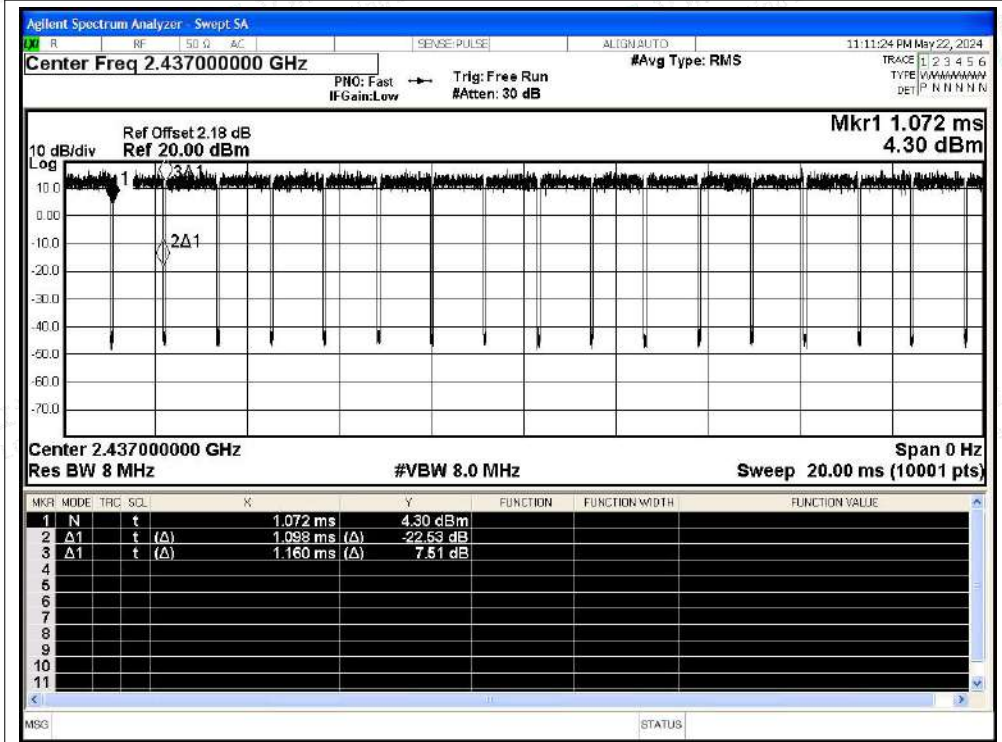 Agilent Spectrum Analyzer - Swept SA
LXI R RF 50 Ω AC SENSE:PULSE ALIGN AUTO 11:11:24 PM May 22, 2024
Center Freq 2.437000000 GHz #Avg Type: RMS TRACE 1 2 3 4 5 6
PNO: Fast Trig: Free Run TYPE
IFGain:Low #Atten: 30 dB DET P N N N N N
Mkr1 1.072 ms
Ref Offset 2.18 dB
10 dB/div Ref 20.00 dBm 4.30 dBm
Log
1 3Δ1
10.0
0.00
-10.0 2Δ1
-20.0
-30.0
-40.0
-50.0
-60.0
-70.0
Center 2.437000000 GHz Span 0 Hz
Res BW 8 MHz #VBW 8.0 MHz Sweep 20.00 ms (10001 pts)
MKR MODE TRC SCL X Y FUNCTION FUNCTION WIDTH FUNCTION VALUE
1 N t 1.072 ms 4.30 dBm
2 Δ1 t (Δ) 1.098 ms (Δ) -22.53 dB
3 Δ1 t (Δ) 1.160 ms (Δ) 7.51 dB
4
5
6
7
8
9
10
11
MSG STATUS